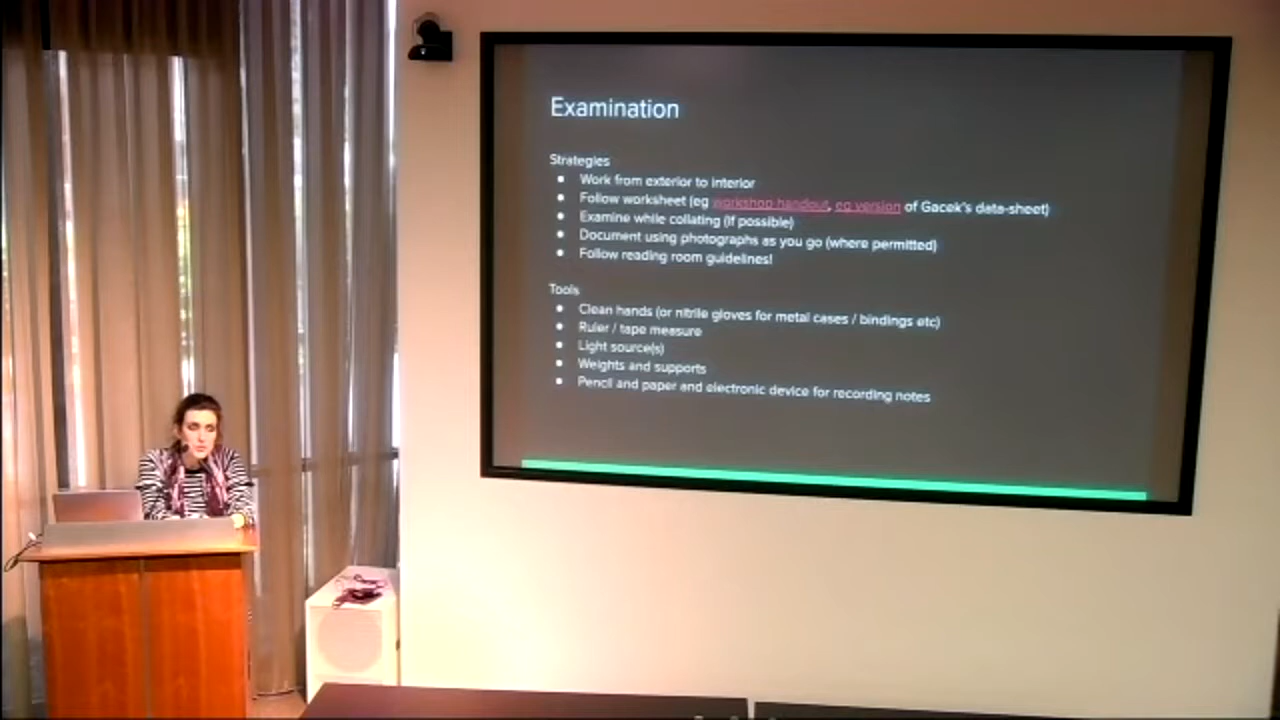 Examination
Strategies
● Work from exterior to interior
● Follow worksheet (eg workshop handout, eg version of Gacek's data-sheet)
● Examine while collating (if possible)
● Document using photographs as you go (where permitted)
● Follow reading room guidelines!
Tools
● Clean hands (or nitrile gloves for metal cases / bindings etc)
● Ruler / tape measure
● Light source(s)
● Weights and supports
● Pencil and paper and electronic device for recording notes